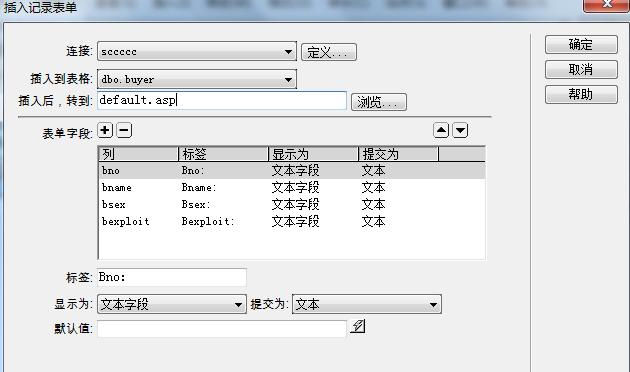 插入记录表单
连接: sccccc 定义... 确定
插入到表格: dbo.buyer 取消
插入后，转到: default.asp 浏览... 帮助
表单字段:
列 标签 显示为 提交为
bno Bno: 文本字段 文本
bname Bname: 文本字段 文本
bsex Bsex: 文本字段 文本
bexploit Bexploit: 文本字段 文本
标签: Bno:
显示为: 文本字段 提交为: 文本
默认值: